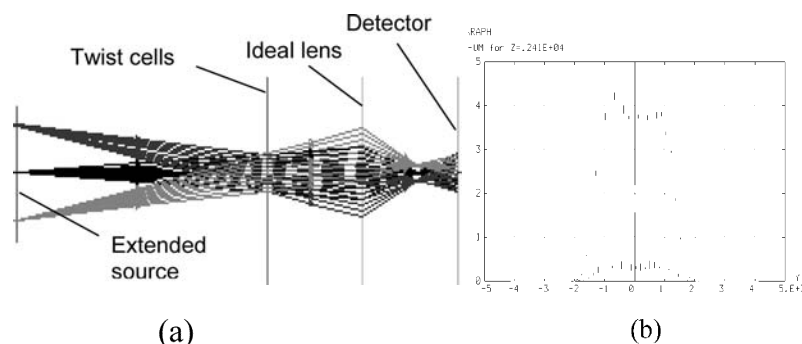 Twist cells
Ideal lens
Detector
Extended
source
(a)
RAPH
-UM for Z=.241E+04
5
4
3
2
1
0
-5 -4 -3 -2 -1 0 1 2 3 4
(b)